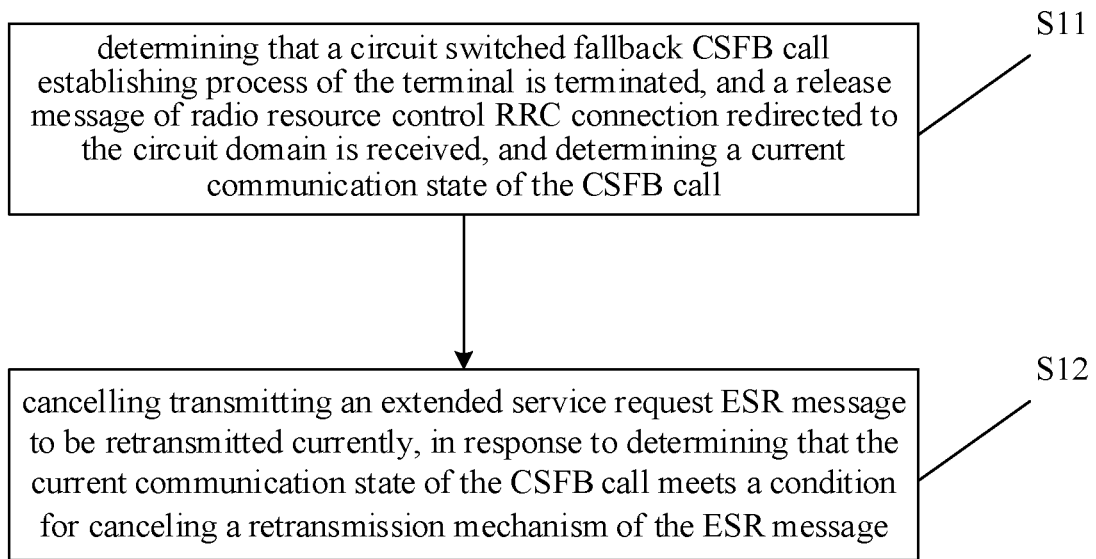 S11
determining that a circuit switched fallback CSFB call
establishing process of the terminal is terminated, and a release
message of radio resource control RRC connection redirected to
the circuit domain is received, and determining a current
communication state of the CSFB call
S12
cancelling transmitting an extended service request ESR message
to be retransmitted currently, in response to determining that the
current communication state of the CSFB call meets a condition
for canceling a retransmission mechanism of the ESR message